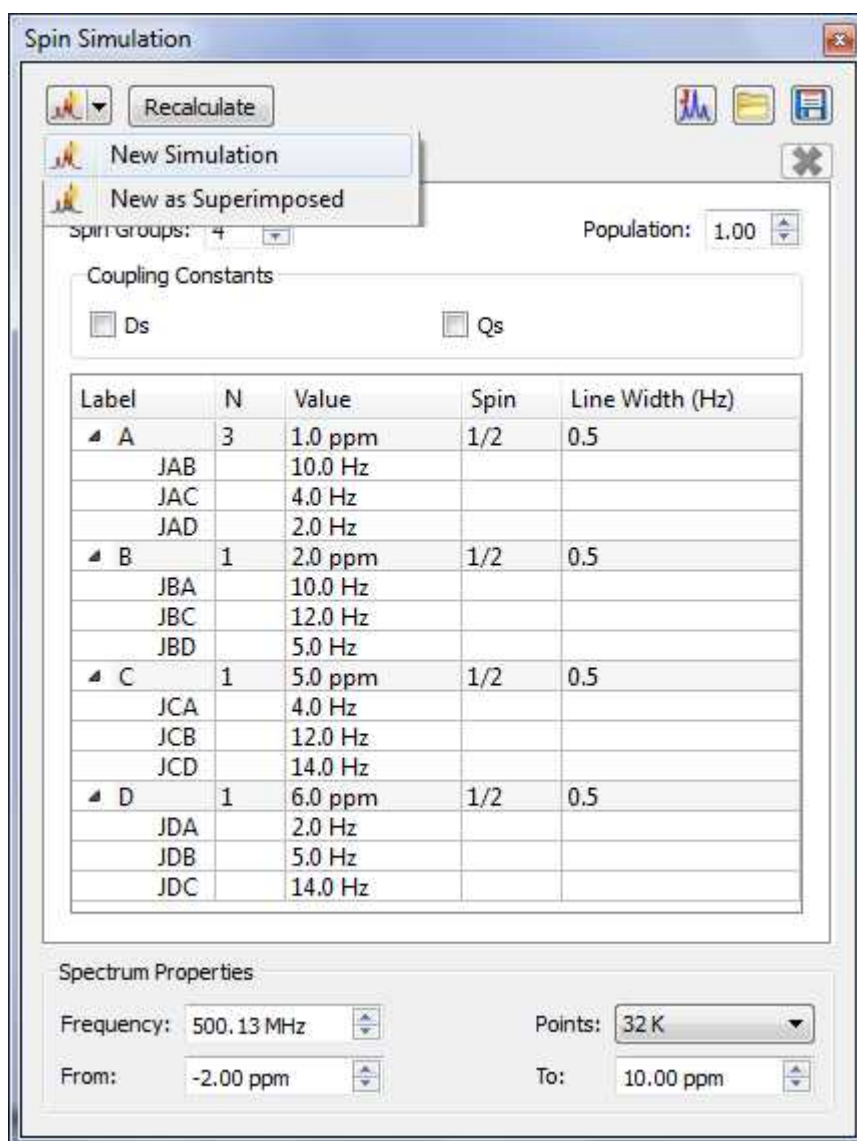 Spin Simulation
Recalculate
New Simulation
New as Superimposed
Spin Groups: 4 Population: 1.00
Coupling Constants
Ds Qs
Label N Value Spin Line Width (Hz)
A 3 1.0 ppm 1/2 0.5
JAB 10.0 Hz
JAC 4.0 Hz
JAD 2.0 Hz
B 1 2.0 ppm 1/2 0.5
JBA 10.0 Hz
JBC 12.0 Hz
JBD 5.0 Hz
C 1 5.0 ppm 1/2 0.5
JCA 4.0 Hz
JCB 12.0 Hz
JCD 14.0 Hz
D 1 6.0 ppm 1/2 0.5
JDA 2.0 Hz
JDB 5.0 Hz
JDC 14.0 Hz
Spectrum Properties
Frequency: 500.13 MHz Points: 32 K
From: -2.00 ppm To: 10.00 ppm